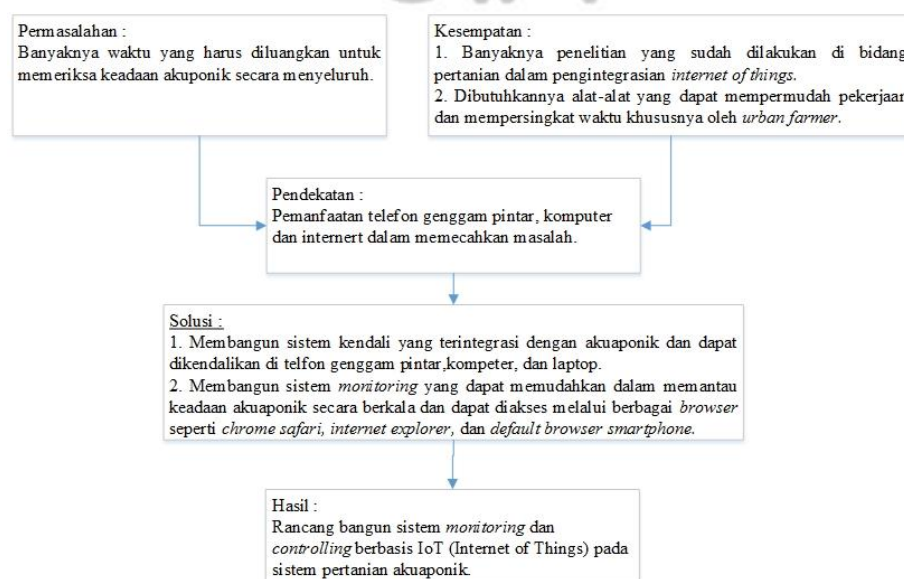 Permasalahan :
Banyaknya waktu yang harus diluangkan untuk
memeriksa keadaan akuponik secara menyeluruh.
Kesempatan :
1. Banyaknya penelitian yang sudah dilakukan di bidang
pertanian dalam pengintegrasian internet of things.
2. Dibutuhkannya alat-alat yang dapat mempermudah pekerjaan
dan mempersingkat waktu khususnya oleh urban farmer.
Pendekatan :
Pemanfaatan telefon genggam pintar, komputer
dan internert dalam memecahkan masalah.
Solusi :
1. Membangun sistem kendali yang terintegrasi dengan akuaponik dan dapat
dikendalikan di telfon genggam pintar,kompeter, dan laptop.
2. Membangun sistem monitoring yang dapat memudahkan dalam memantau
keadaan akuaponik secara berkala dan dapat diakses melalui berbagai browser
seperti chrome safari, internet explorer, dan default browser smartphone.
Hasil :
Rancang bangun sistem monitoring dan
controlling berbasis IoT (Internet of Things) pada
sistem pertanian akuaponik.